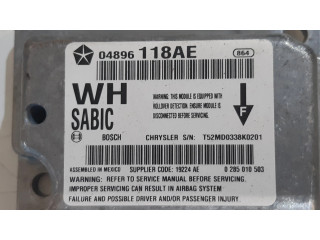 04896 118AE 864
WH
SABIC
WARNING: THIS MODULE IS EQUIPPED WITH
ROLLOVER DETECTION. ENSURE MODULE IS
DISCONNECTED BEFORE SERVICING.
F
BOSCH CHRYSLER S/N: T52MID0338K0201
ASSEMBLED IN MEXICO SUPPLIER CODE: 19224 AE 0 285 010 503
WARNING: REFER TO SERVICE MANUAL BEFORE SERVICING.
IMPROPER SERVICING CAN RESULT IN AIRBAG SYSTEM
FAILURE AND POSSIBLE DRIVER AND/OR PASSENGER INJURY.